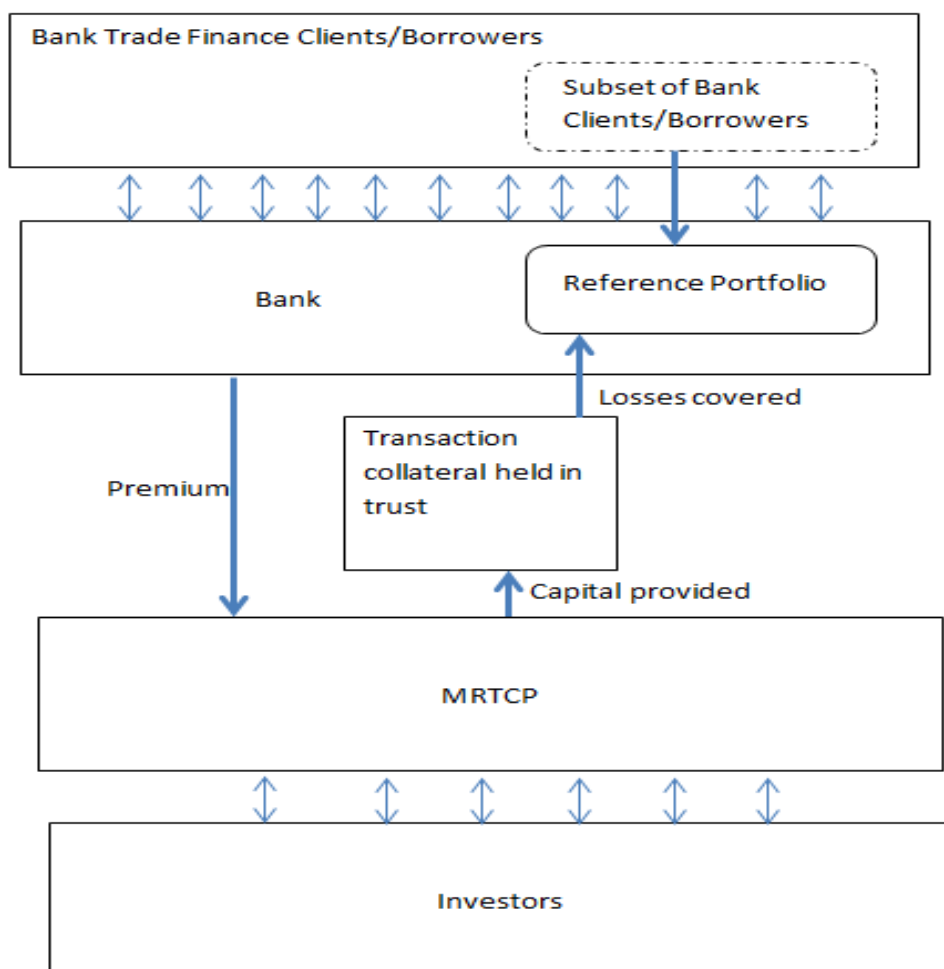 Bank Trade Finance Clients/Borrowers
Subset of Bank
Clients/Borrowers
Bank
Reference Portfolio
Losses covered
Transaction
collateral held in
trust
Premium
Capital provided
MRTCP
Investors